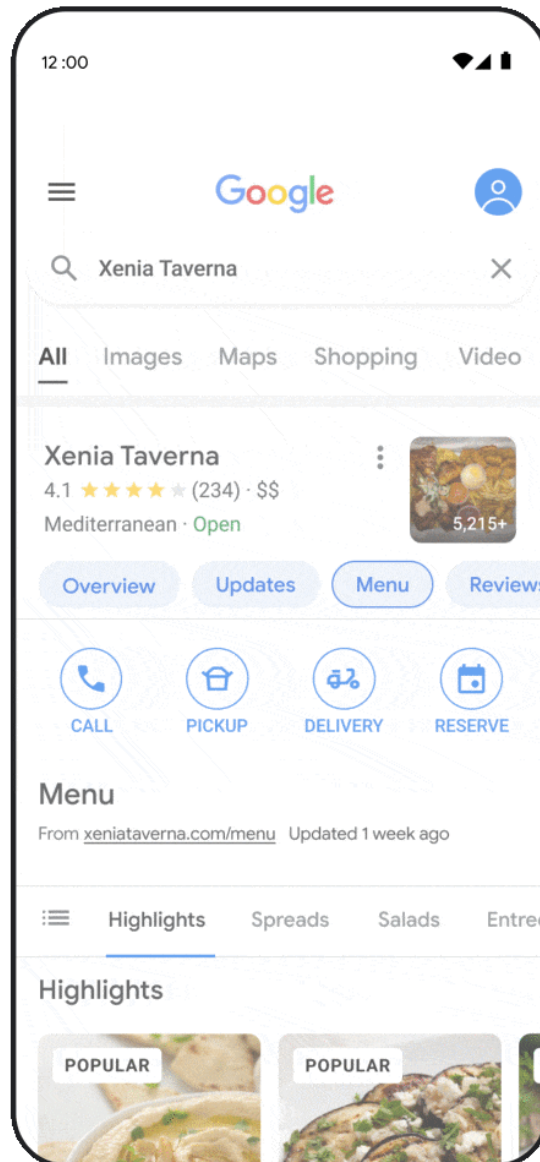 12:00
Google
Xenia Taverna
All Images Maps Shopping Video
Xenia Taverna
4.1 (234) · $$
Mediterranean · Open
5,215+
Overview Updates Menu Reviews
CALL PICKUP DELIVERY RESERVE
Menu
From xeniataverna.com/menu Updated 1 week ago
Highlights Spreads Salads Entre
Highlights
POPULAR POPULAR